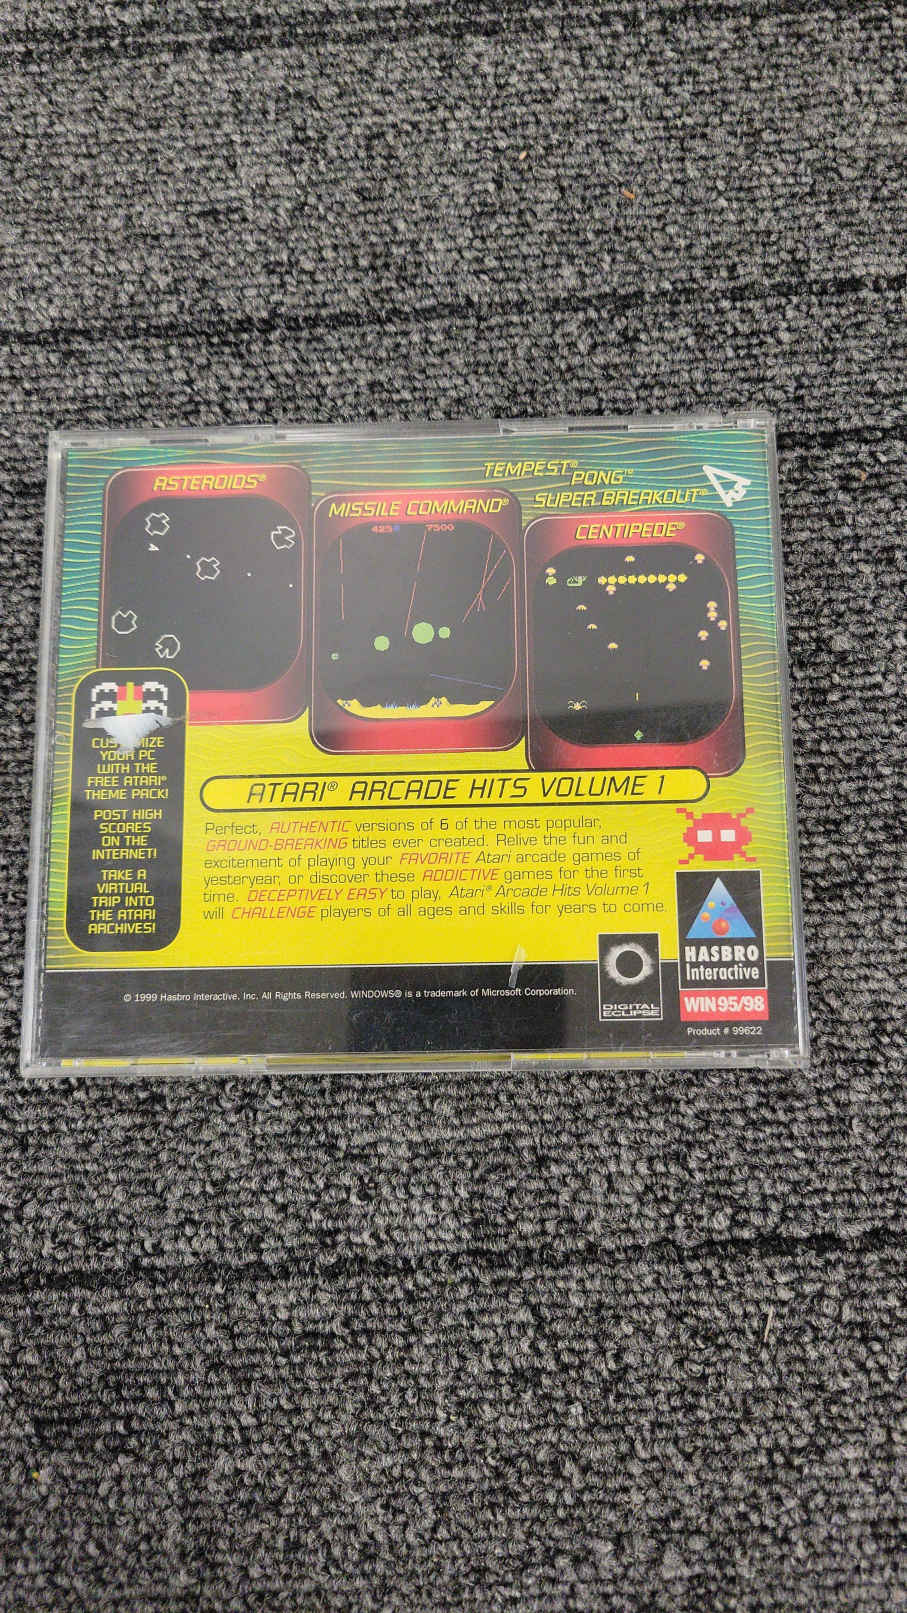 ASTEROIDS®
TEMPEST®
PONG™
SUPER BREAKOUT®
MISSILE COMMAND®
425 7500
CENTIPEDE®
CUSTOMIZE
YOUR PC
WITH THE
FREE ATARI®
THEME PACK!
POST HIGH
SCORES
ON THE
INTERNET!
TAKE A
VIRTUAL
TRIP INTO
THE ATARI
ARCHIVES!
ATARI® ARCADE HITS VOLUME 1
Perfect, AUTHENTIC versions of 6 of the most popular,
GROUND-BREAKING titles ever created. Relive the fun and
excitement of playing your FAVORITE Atari arcade games of
yesteryear, or discover these ADDICTIVE games for the first
time. DECEPTIVELY EASY to play, Atari® Arcade Hits Volume 1
will CHALLENGE players of all ages and skills for years to come.
HASBRO
Interactive
DIGITAL
ECLIPSE
WIN 95/98
© 1999 Hasbro Interactive, Inc. All Rights Reserved. WINDOWS® is a trademark of Microsoft Corporation.
Product # 99622